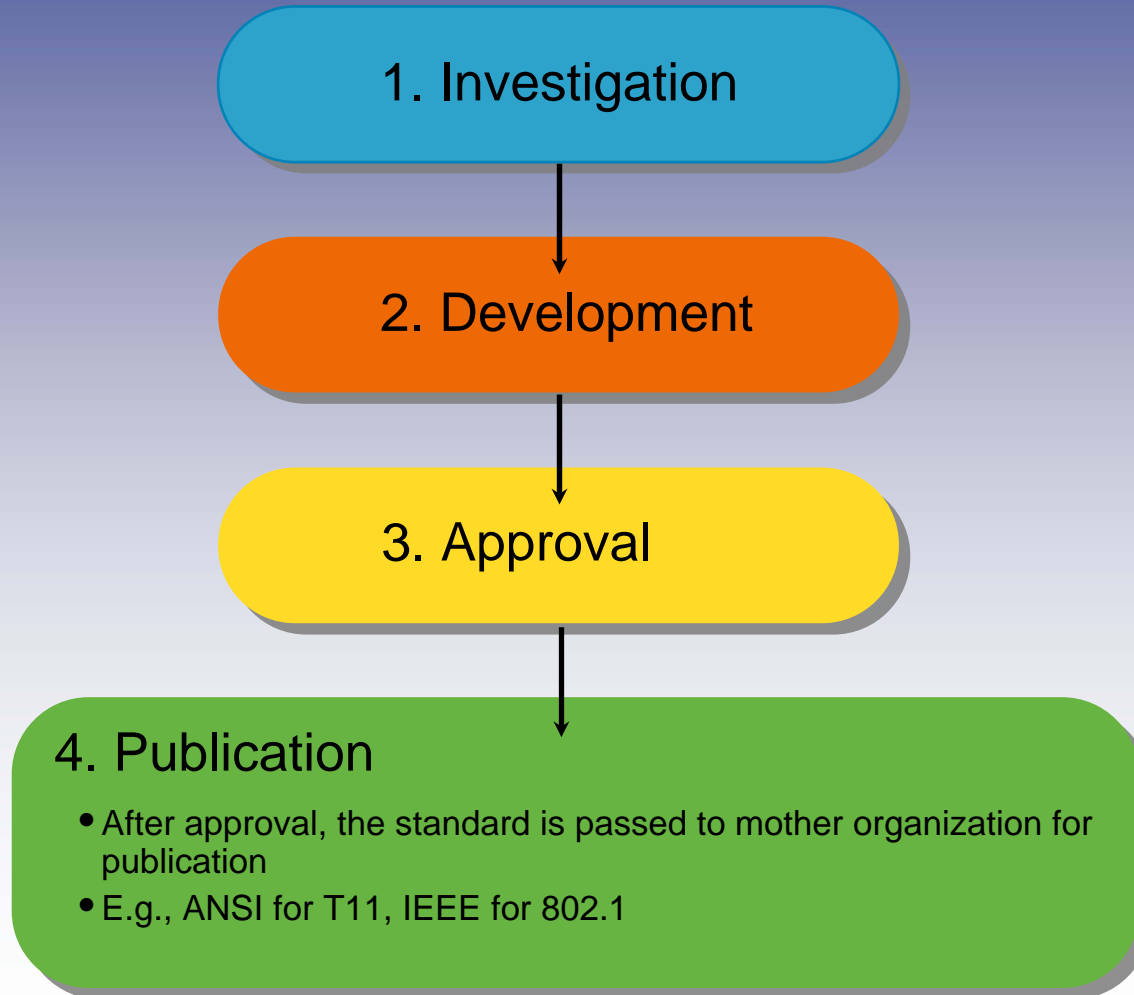 1. Investigation
2. Development
3. Approval
4. Publication
• After approval, the standard is passed to mother organization for
publication
• E.g., ANSI for T11, IEEE for 802.1